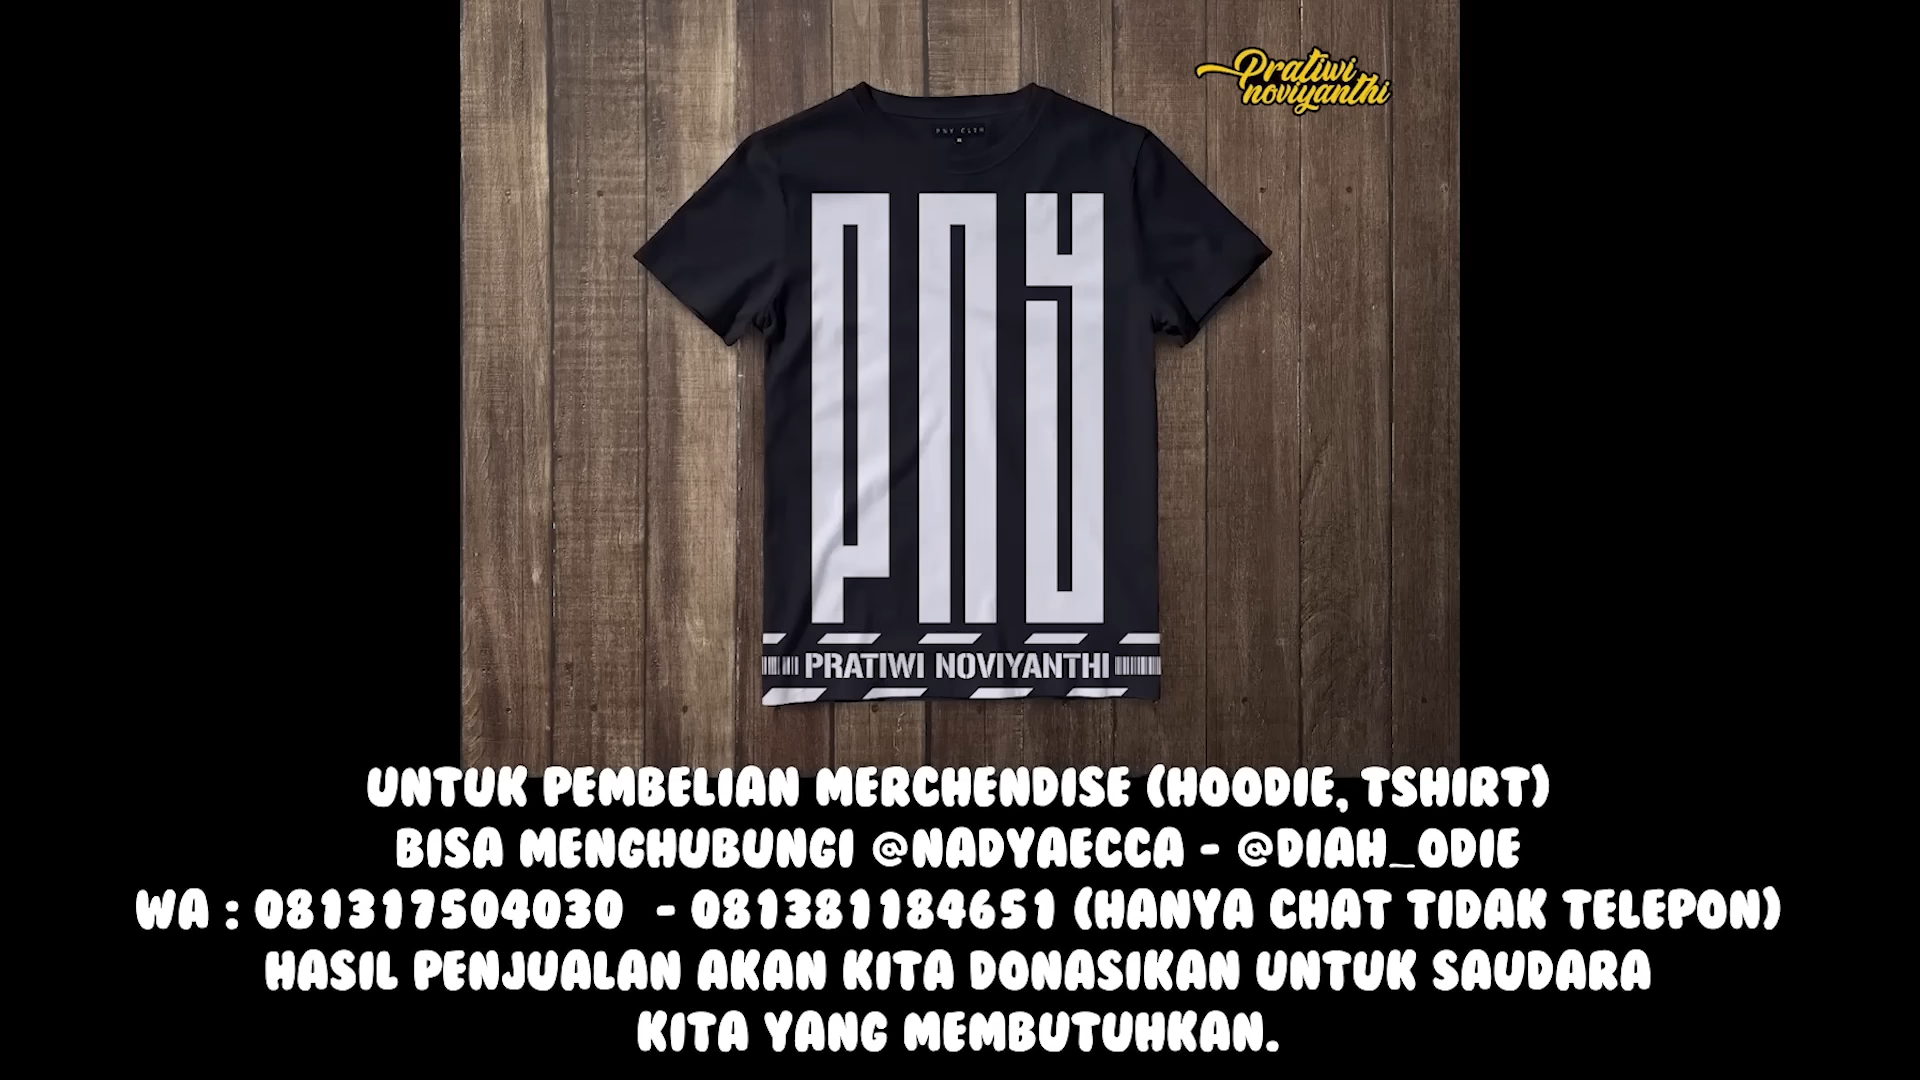 Pratiwi
noviyanthi
PNY CLTH
PNY
PRATIWI NOVIYANTHI
UNTUK PEMBELIAN MERCHENDISE (HOODIE, TSHIRT)
BISA MENGHUBUNGI @NADYAECCA - @DIAH_ODIE
WA : 081317504030 - 081381184651 (HANYA CHAT TIDAK TELEPON)
HASIL PENJUALAN AKAN KITA DONASIKAN UNTUK SAUDARA
KITA YANG MEMBUTUHKAN.